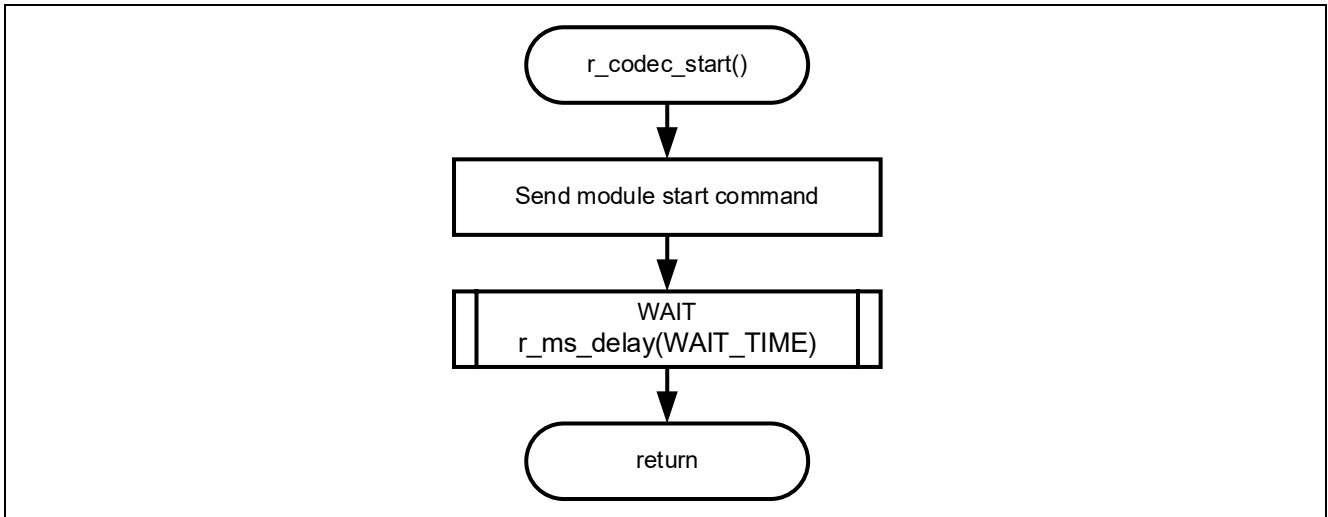 r_codec_start()
Send module start command
WAIT
r_ms_delay(WAIT_TIME)
return